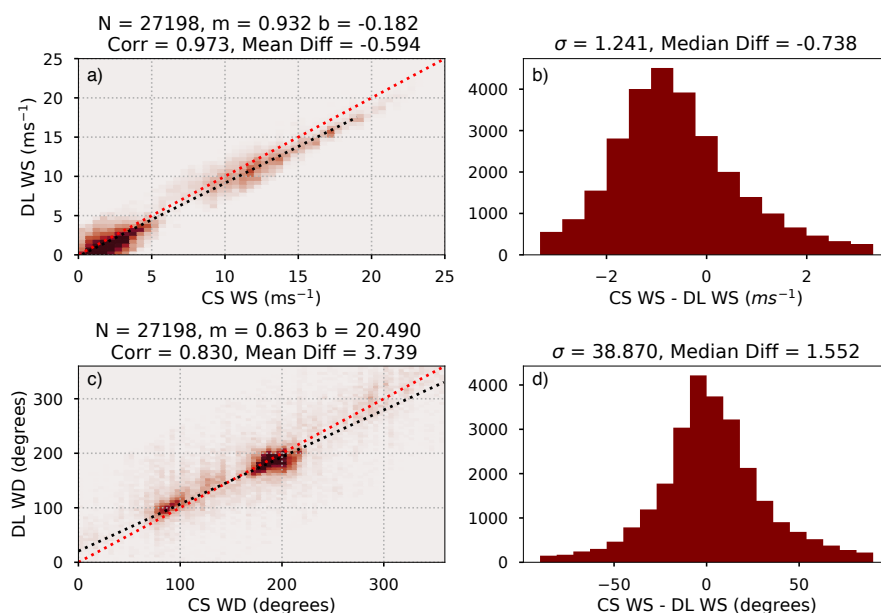 N = 27198, m = 0.932 b = -0.182
Corr = 0.973, Mean Diff = -0.594
a)
25
20
15
10
5
0
DL WS (ms⁻¹)
0 5 10 15 20 25
CS WS (ms⁻¹)
σ = 1.241, Median Diff = -0.738
b)
4000
3000
2000
1000
0
−2 0 2
CS WS - DL WS (ms⁻¹)
N = 27198, m = 0.863 b = 20.490
Corr = 0.830, Mean Diff = 3.739
c)
300
200
100
0
DL WD (degrees)
0 100 200 300
CS WD (degrees)
σ = 38.870, Median Diff = 1.552
d)
4000
3000
2000
1000
0
−50 0 50
CS WS - DL WS (degrees)